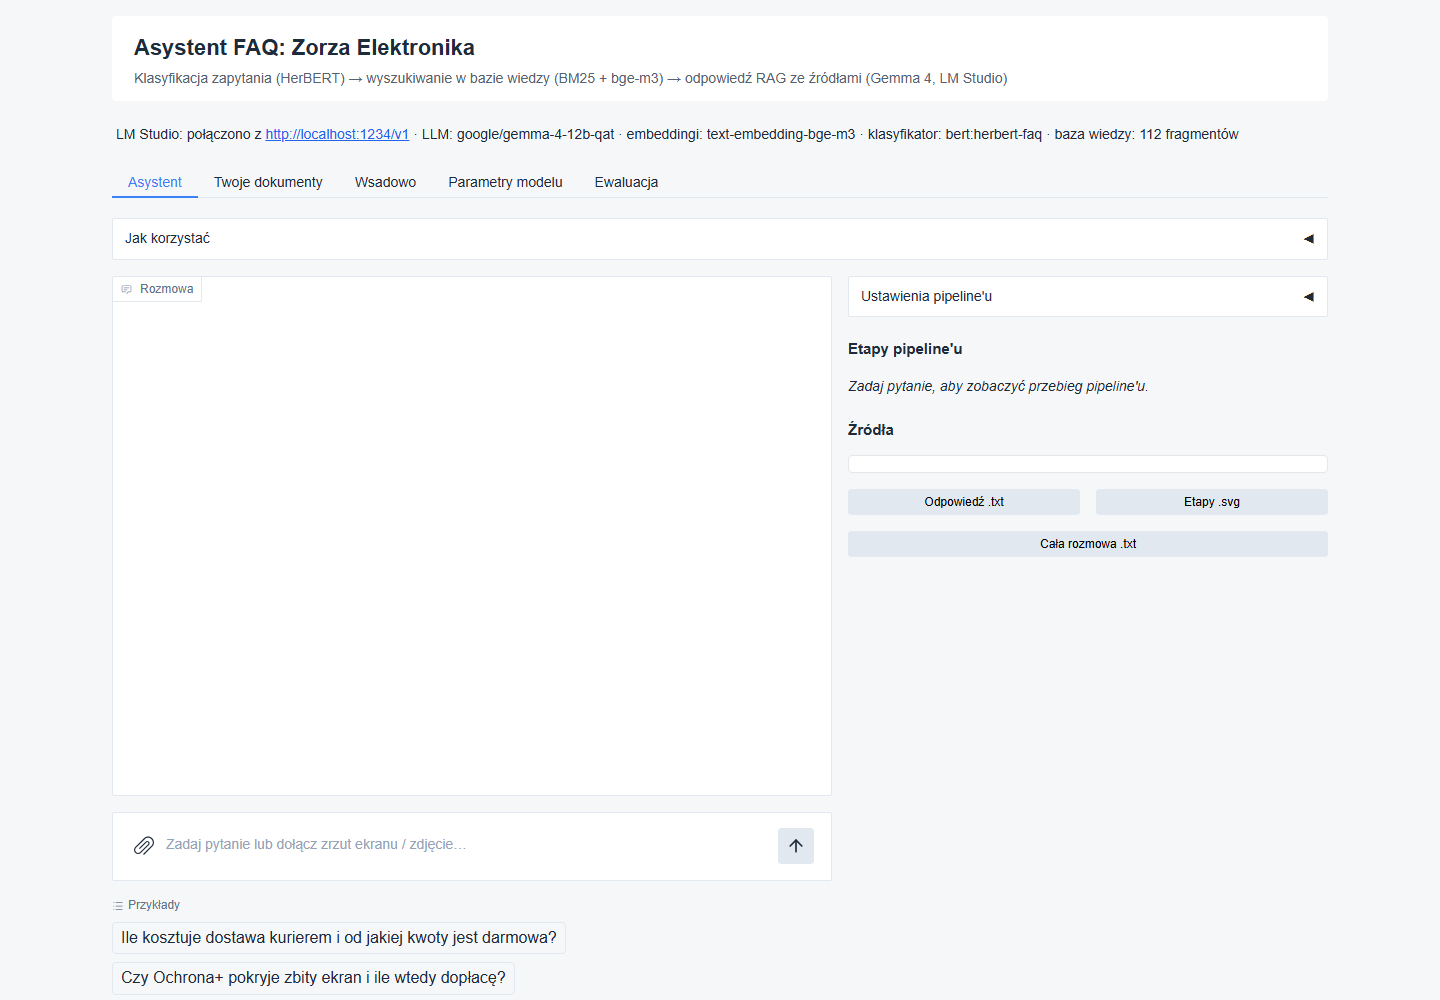 Asystent FAQ: Zorza Elektronika
Klasyfikacja zapytania (HerBERT) → wyszukiwanie w bazie wiedzy (BM25 + bge-m3) → odpowiedź RAG ze źródłami (Gemma 4, LM Studio)
LM Studio: połączono z http://localhost:1234/v1 · LLM: google/gemma-4-12b-qat · embeddingi: text-embedding-bge-m3 · klasyfikator: bert:herbert-faq · baza wiedzy: 112 fragmentów
Asystent
Twoje dokumenty
Wsadowo
Parametry modelu
Ewaluacja
Jak korzystać
Rozmowa
Zadaj pytanie lub dołącz zrzut ekranu / zdjęcie…
Przykłady
Ile kosztuje dostawa kurierem i od jakiej kwoty jest darmowa?
Czy Ochrona+ pokryje zbity ekran i ile wtedy dopłacę?
Ustawienia pipeline'u
Etapy pipeline'u
Zadaj pytanie, aby zobaczyć przebieg pipeline'u.
Źródła
Odpowiedź .txt
Etapy .svg
Cała rozmowa .txt